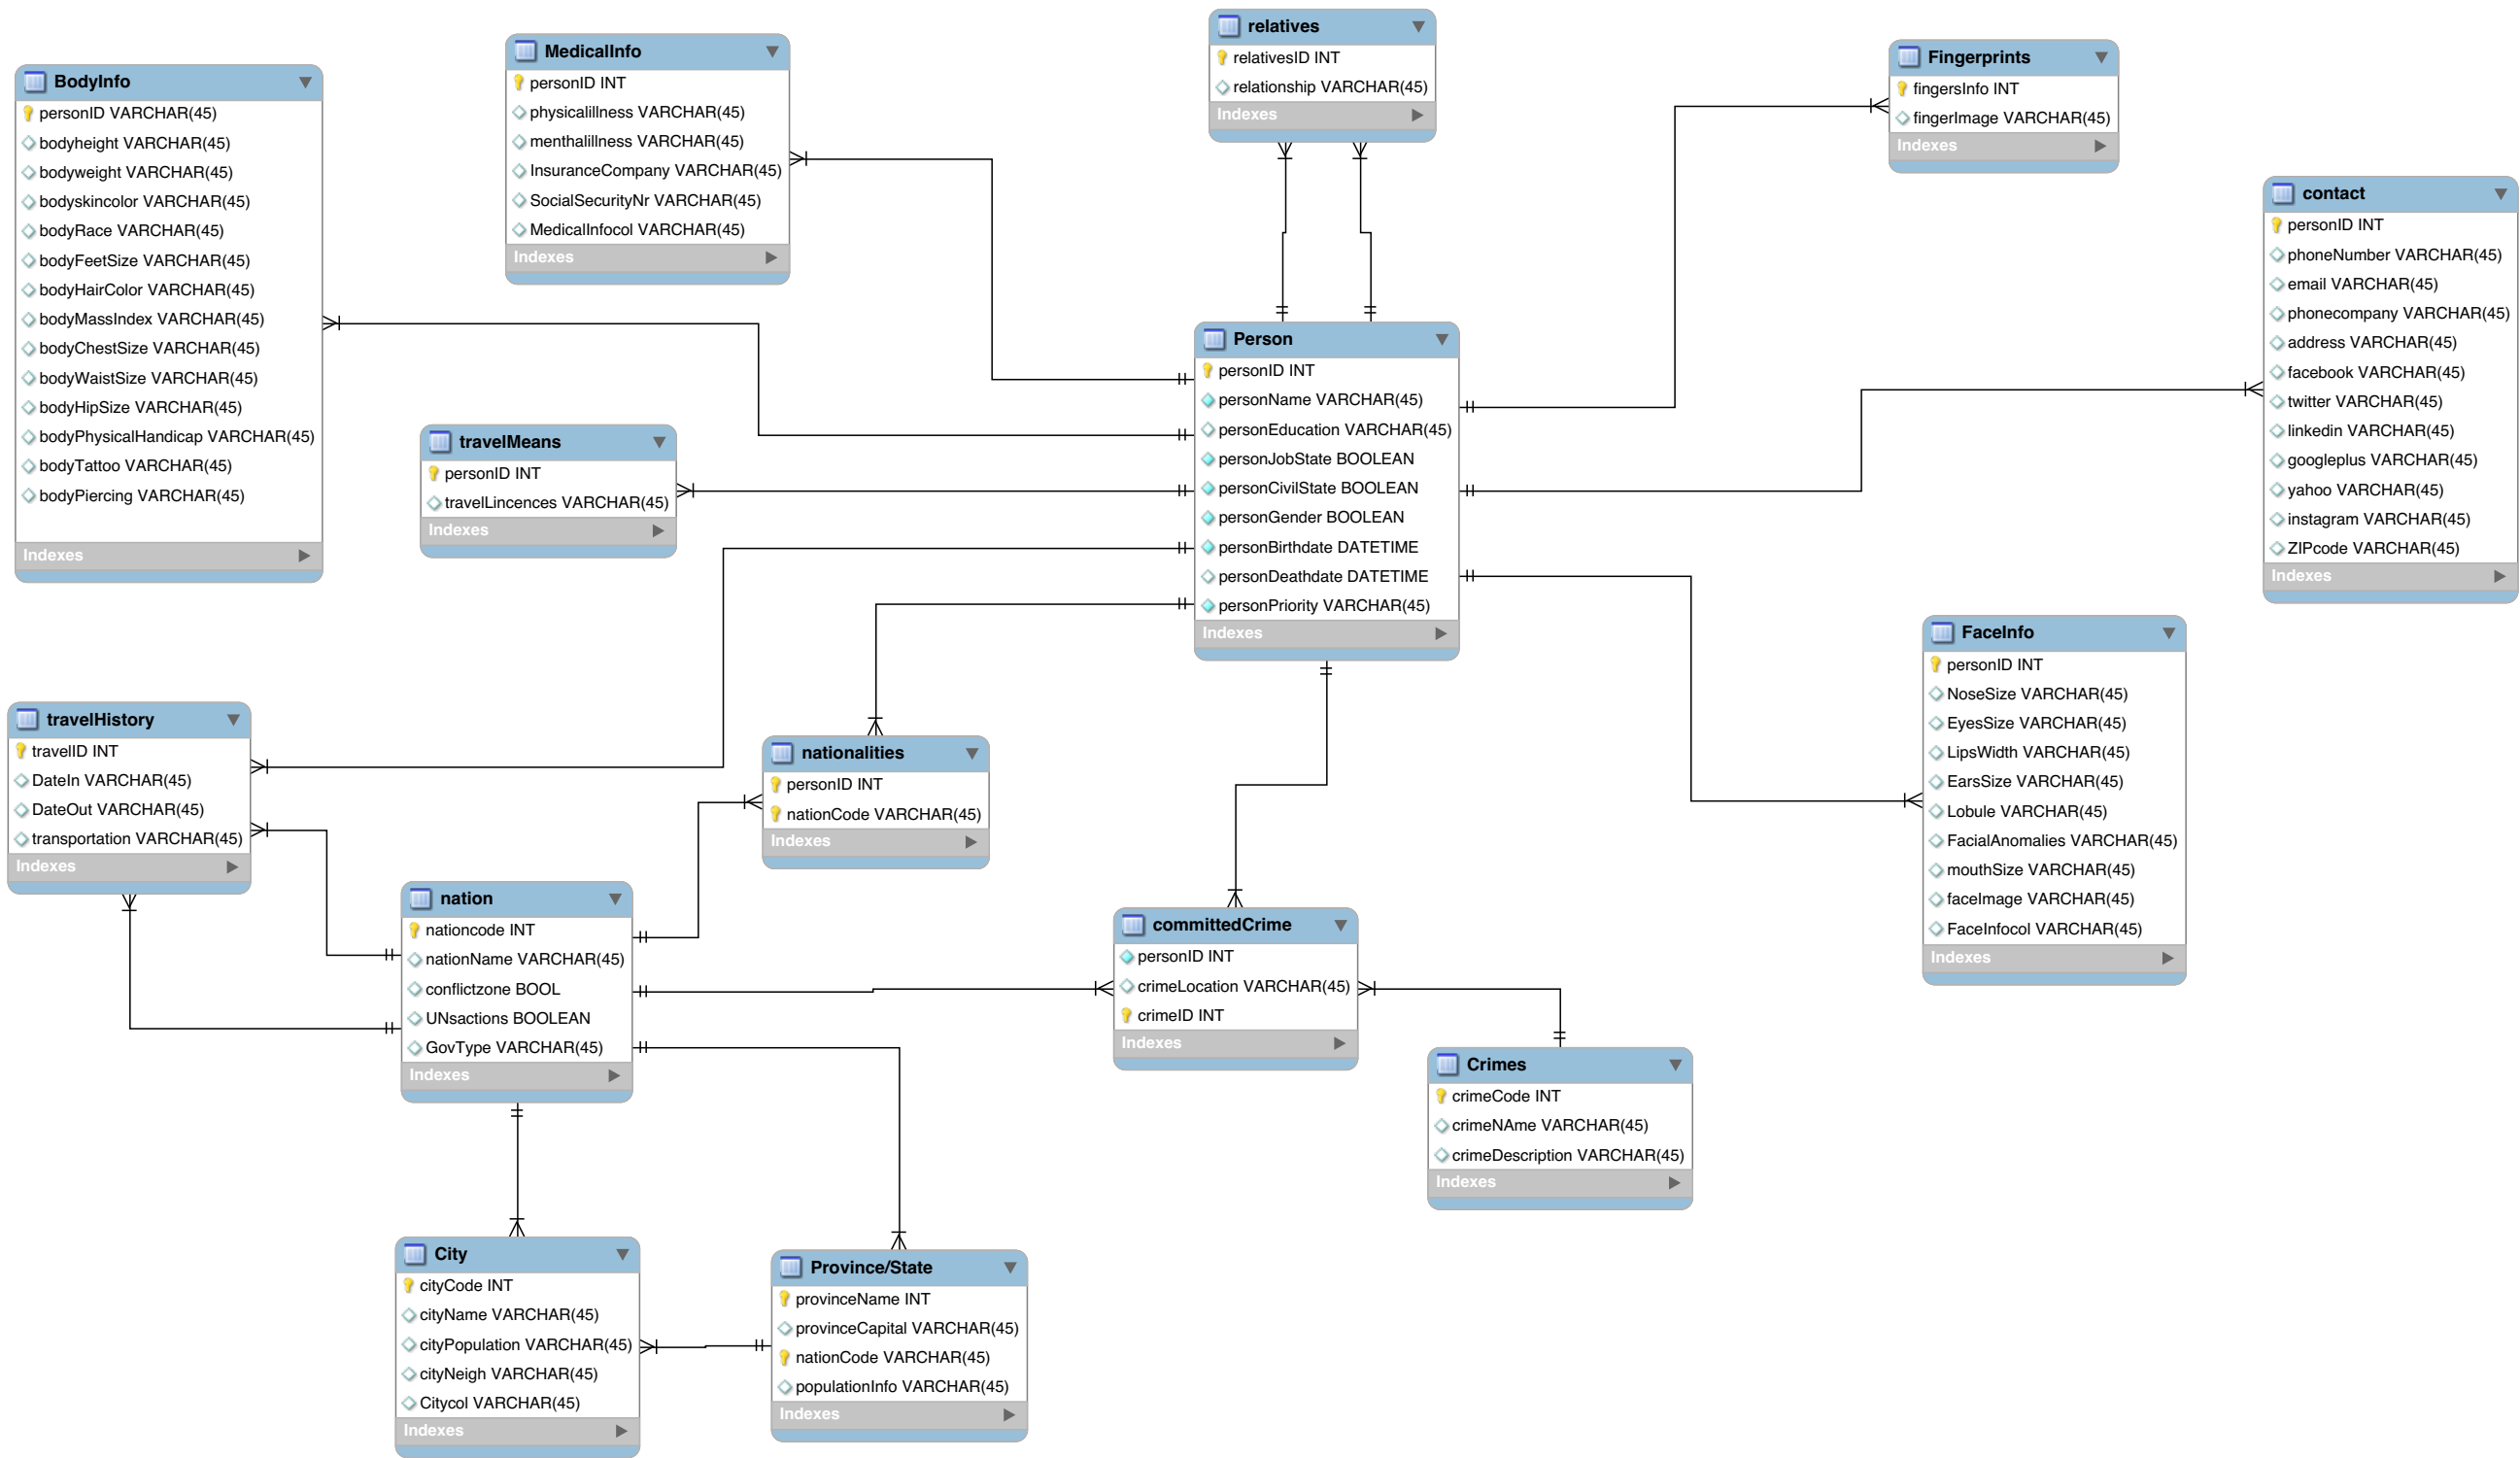 BodyInfo
personID VARCHAR(45)
bodyheight VARCHAR(45)
bodyweight VARCHAR(45)
bodyskincolor VARCHAR(45)
bodyRace VARCHAR(45)
bodyFeetSize VARCHAR(45)
bodyHairColor VARCHAR(45)
bodyMassIndex VARCHAR(45)
bodyChestSize VARCHAR(45)
bodyWaistSize VARCHAR(45)
bodyHipSize VARCHAR(45)
bodyPhysicalHandicap VARCHAR(45)
bodyTattoo VARCHAR(45)
bodyPiercing VARCHAR(45)
Indexes
MedicalInfo
personID INT
physicalillness VARCHAR(45)
menthalillness VARCHAR(45)
InsuranceCompany VARCHAR(45)
SocialSecurityNr VARCHAR(45)
MedicalInfocol VARCHAR(45)
Indexes
relatives
relativesID INT
relationship VARCHAR(45)
Indexes
Fingerprints
fingersInfo INT
fingerImage VARCHAR(45)
Indexes
contact
personID INT
phoneNumber VARCHAR(45)
email VARCHAR(45)
phonecompany VARCHAR(45)
address VARCHAR(45)
facebook VARCHAR(45)
twitter VARCHAR(45)
linkedin VARCHAR(45)
googleplus VARCHAR(45)
yahoo VARCHAR(45)
instagram VARCHAR(45)
ZIPcode VARCHAR(45)
Indexes
Person
personID INT
personName VARCHAR(45)
personEducation VARCHAR(45)
personJobState BOOLEAN
personCivilState BOOLEAN
personGender BOOLEAN
personBirthdate DATETIME
personDeathdate DATETIME
personPriority VARCHAR(45)
Indexes
travelMeans
personID INT
travelLincences VARCHAR(45)
Indexes
FaceInfo
personID INT
NoseSize VARCHAR(45)
EyesSize VARCHAR(45)
LipsWidth VARCHAR(45)
EarsSize VARCHAR(45)
Lobule VARCHAR(45)
FacialAnomalies VARCHAR(45)
mouthSize VARCHAR(45)
faceImage VARCHAR(45)
FaceInfocol VARCHAR(45)
Indexes
travelHistory
travelID INT
DateIn VARCHAR(45)
DateOut VARCHAR(45)
transportation VARCHAR(45)
Indexes
nationalities
personID INT
nationCode VARCHAR(45)
Indexes
nation
nationcode INT
nationName VARCHAR(45)
conflictzone BOOL
UNsactions BOOLEAN
GovType VARCHAR(45)
Indexes
committedCrime
personID INT
crimeLocation VARCHAR(45)
crimeID INT
Indexes
Crimes
crimeCode INT
crimeNAme VARCHAR(45)
crimeDescription VARCHAR(45)
Indexes
City
cityCode INT
cityName VARCHAR(45)
cityPopulation VARCHAR(45)
cityNeigh VARCHAR(45)
Citycol VARCHAR(45)
Indexes
Province/State
provinceName INT
provinceCapital VARCHAR(45)
nationCode VARCHAR(45)
populationInfo VARCHAR(45)
Indexes